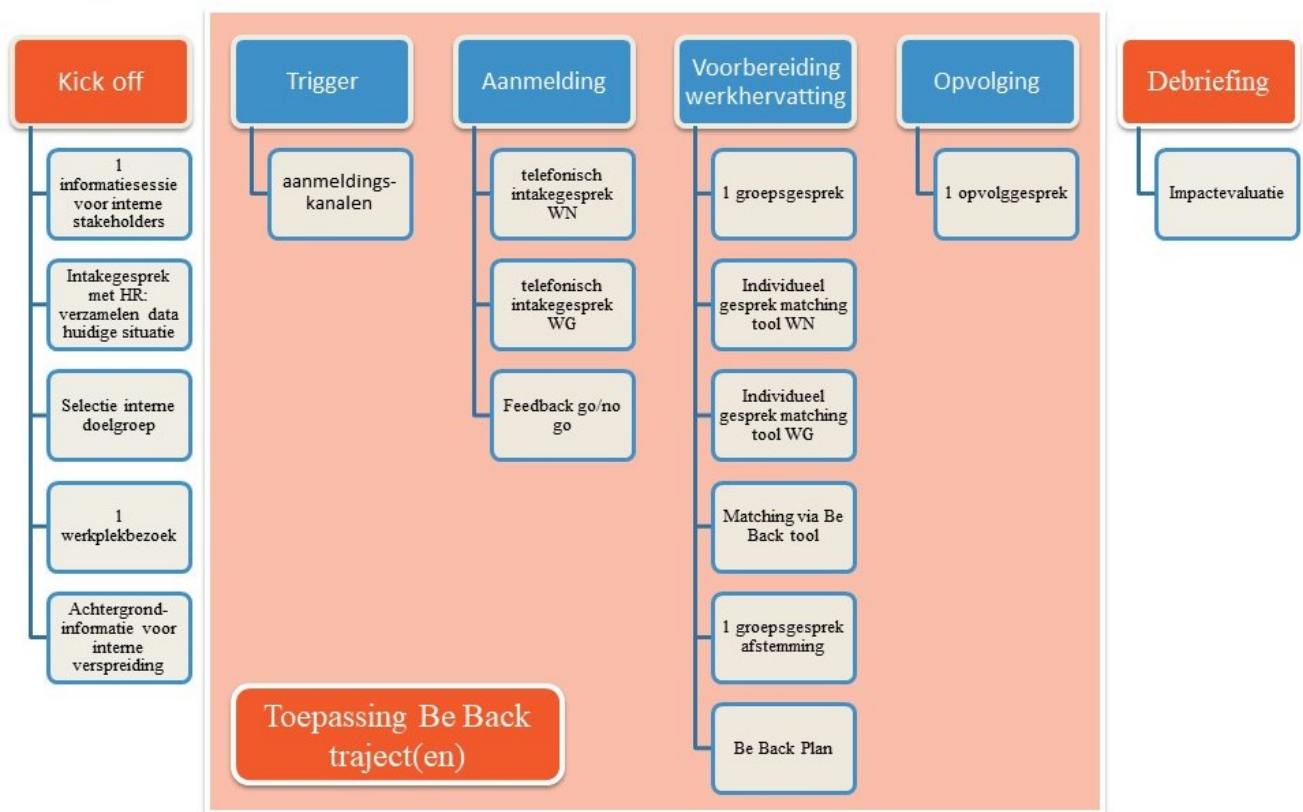 Kick off
1
informatiesessie
voor interne
stakeholders
Intakegesprek
met HR:
verzamelen data
huidige situatie
Selectie interne
doelgroep
1
werkplekbezoek
Achtergrond-
informatie voor
interne
verspreiding
Trigger
aanmeldings-
kanalen
Aanmelding
telefonisch
intakegesprek
WN
telefonisch
intakegesprek
WG
Feedback go/no
go
Voorbereiding
werkhervatting
1 groepsgesprek
Individueel
gesprek matching
tool WN
Individueel
gesprek matching
tool WG
Matching via Be
Back tool
1 groepsgesprek
afstemming
Be Back Plan
Opvolging
1 opvolggesprek
Toepassing Be Back
traject(en)
Debriefing
Impactevaluatie